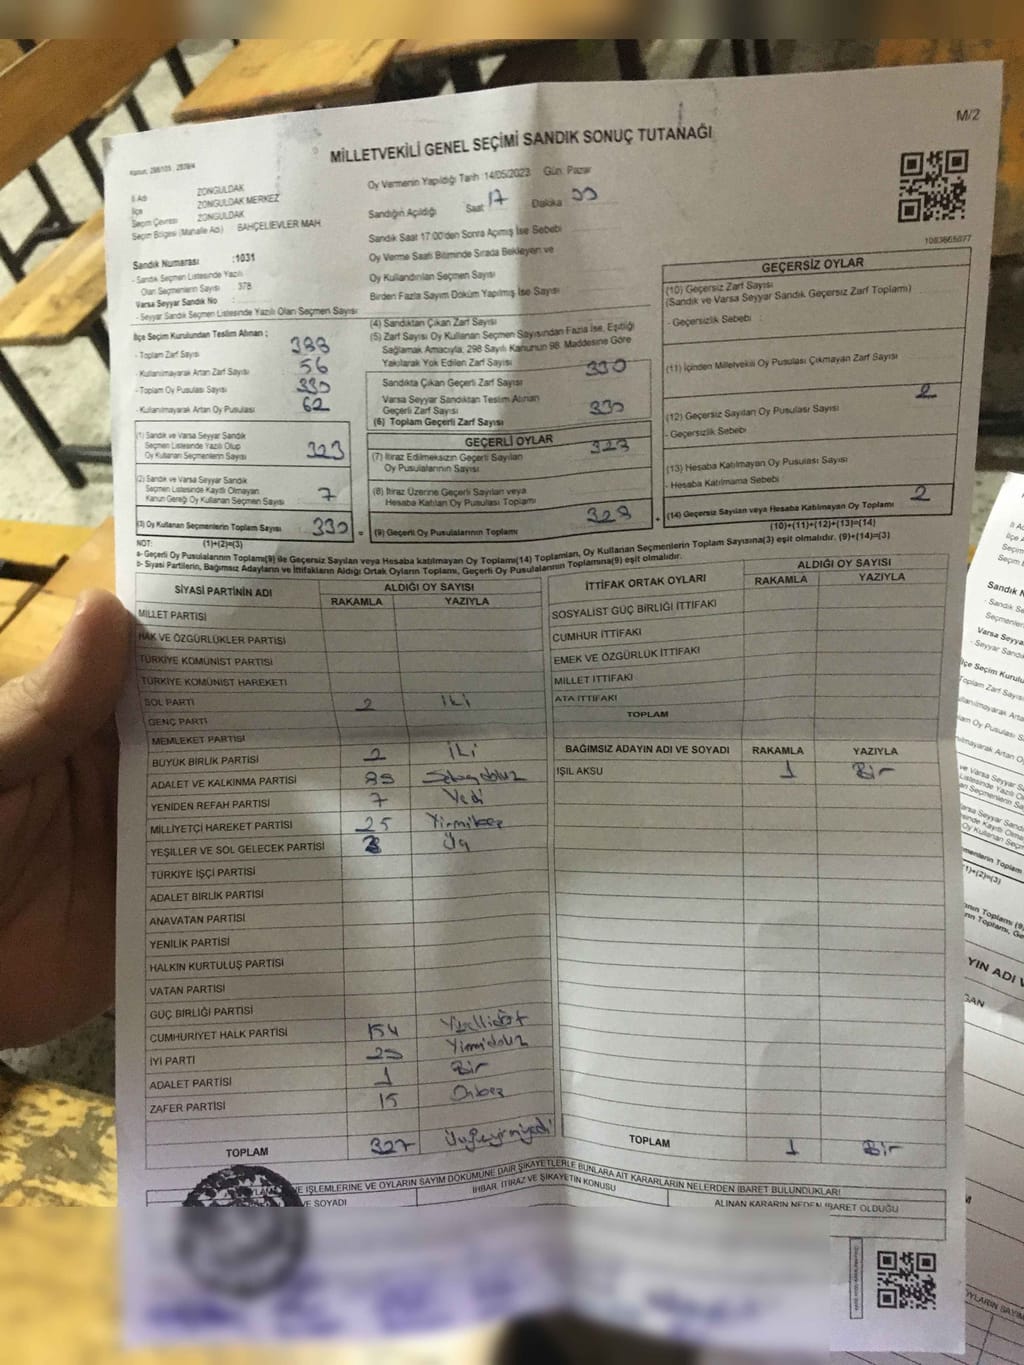 M/2
MİLLETVEKİLİ GENEL SEÇİMİ SANDIK SONUÇ TUTANAĞI
İl Adı ZONGULDAK
İlçe ZONGULDAK MERKEZ
Seçim Çevresi ZONGULDAK
Seçim Bölgesi (Mahalle Adı) BAHÇELİEVLER MAH
Sandık Numarası :1031
- Sandık Seçmen Listesinde Yazılı
Olan Seçmenlerin Sayısı 378
Varsa Seyyar Sandık No :
- Seyyar Sandık Seçmen Listesinde Yazılı Olan Seçmen Sayısı
Oy Vermenin Yapıldığı Tarih :14/05/2023 Gün: Pazar
Sandığın Açıldığı Saat 17 Dakika
Sandık Saat 17:00'den Sonra Açılmış İse Sebebi
Oy Verme Saati Bitiminde Sırada Bekleyen ve
Oy Kullandırılan Seçmen Sayısı
Birden Fazla Sayım Döküm Yapılmış İse Sayısı
1083665077
İlçe Seçim Kurulundan Teslim Alınan ;
- Toplam Zarf Sayısı
- Kullanılmayarak Artan Zarf Sayısı 56
- Toplam Oy Pusulası Sayısı
- Kullanılmayarak Artan Oy Pusulası 62
(1) Sandık ve Varsa Seyyar Sandık
Seçmen Listesinde Yazılı Olup
Oy Kullanan Seçmenlerin Sayısı 323
(2) Sandık ve Varsa Seyyar Sandık
Seçmen Listesinde Kayıtlı Olmayan
Kanun Gereği Oy Kullanan Seçmen Sayısı 7
(3) Oy Kullanan Seçmenlerin Toplam Sayısı 330
(4) Sandıktan Çıkan Zarf Sayısı
(5) Zarf Sayısı Oy Kullanan Seçmen Sayısından Fazla İse, Eşitliği
Sağlamak Amacıyla, 298 Sayılı Kanunun 98. Maddesine Göre
Yakılarak Yok Edilen Zarf Sayısı
330
Sandıkta Çıkan Geçerli Zarf Sayısı
Varsa Seyyar Sandıktan Teslim Alınan
Geçerli Zarf Sayısı 330
(6) Toplam Geçerli Zarf Sayısı
GEÇERLİ OYLAR
(7) İtiraz Edilmeksizin Geçerli Sayılan
Oy Pusulalarının Sayısı
(8) İtiraz Üzerine Geçerli Sayılan veya
Hesaba Katılan Oy Pusulası Toplamı
(9) Geçerli Oy Pusulalarının Toplamı 328
GEÇERSİZ OYLAR
(10) Geçersiz Zarf Sayısı
(Sandık ve Varsa Seyyar Sandık Geçersiz Zarf Toplamı)
- Geçersizlik Sebebi :
(11) İçinden Milletvekili Oy Pusulası Çıkmayan Zarf Sayısı
2
(12) Geçersiz Sayılan Oy Pusulası Sayısı
- Geçersizlik Sebebi
(13) Hesaba Katılmayan Oy Pusulası Sayısı
- Hesaba Katılmama Sebebi
(14) Geçersiz Sayılan veya Hesaba Katılmayan Oy Toplamı 2
NOT: (1)+(2)=(3)
(10)+(11)+(12)+(13)=(14)
a- Geçerli Oy Pusulalarının Toplamı(9) ile Geçersiz Sayılan veya Hesaba katılmayan Oy Toplamı(14) Toplamları, Oy Kullanan Seçmenlerin Toplam Sayısına(3) eşit olmalıdır. (9)+(14)=(3)
b- Siyasi Partilerin, Bağımsız Adayların ve İttifakların Aldığı Ortak Oyların Toplamı, Geçerli Oy Pusulalarının Toplamına(9) eşit olmalıdır.
SİYASİ PARTİNİN ADI ALDIĞI OY SAYISI
RAKAMLA YAZIYLA
MİLLET PARTİSİ
HAK VE ÖZGÜRLÜKLER PARTİSİ
TÜRKİYE KOMÜNİST PARTİSİ
TÜRKİYE KOMÜNİST HAREKETİ
SOL PARTİ 2 İki
GENÇ PARTİ
MEMLEKET PARTİSİ
BÜYÜK BİRLİK PARTİSİ 2 İki
ADALET VE KALKINMA PARTİSİ 89 Seksendokuz
YENİDEN REFAH PARTİSİ 7 Yedi
MİLLİYETÇİ HAREKET PARTİSİ 25 Yirmibeş
YEŞİLLER VE SOL GELECEK PARTİSİ 3 Üç
TÜRKİYE İŞÇİ PARTİSİ
ADALET BİRLİK PARTİSİ
ANAVATAN PARTİSİ
YENİLİK PARTİSİ
HALKIN KURTULUŞ PARTİSİ
VATAN PARTİSİ
GÜÇ BİRLİĞİ PARTİSİ
CUMHURİYET HALK PARTİSİ 154 Yüzellidört
İYİ PARTİ 29 Yirmidokuz
ADALET PARTİSİ 1 Bir
ZAFER PARTİSİ 15 Onbeş
TOPLAM 327 Üçyüzyirmiyedi
İTTİFAK ORTAK OYLARI ALDIĞI OY SAYISI
RAKAMLA YAZIYLA
SOSYALİST GÜÇ BİRLİĞİ İTTİFAKI
CUMHUR İTTİFAKI
EMEK VE ÖZGÜRLÜK İTTİFAKI
MİLLET İTTİFAKI
ATA İTTİFAKI
TOPLAM
BAĞIMSIZ ADAYIN ADI VE SOYADI RAKAMLA YAZIYLA
IŞIL AKSU 1 Bir
TOPLAM 1 Bir
VE İŞLEMLERİNE VE OYLARIN SAYIM DÖKÜMÜNE DAİR ŞİKAYETLERLE BUNLARA AİT KARARLARIN NELERDEN İBARET BULUNDUKLARI
VE SOYADI İHBAR, İTİRAZ VE ŞİKAYETİN KONUSU ALINAN KARARIN NEDEN İBARET OLDUĞU